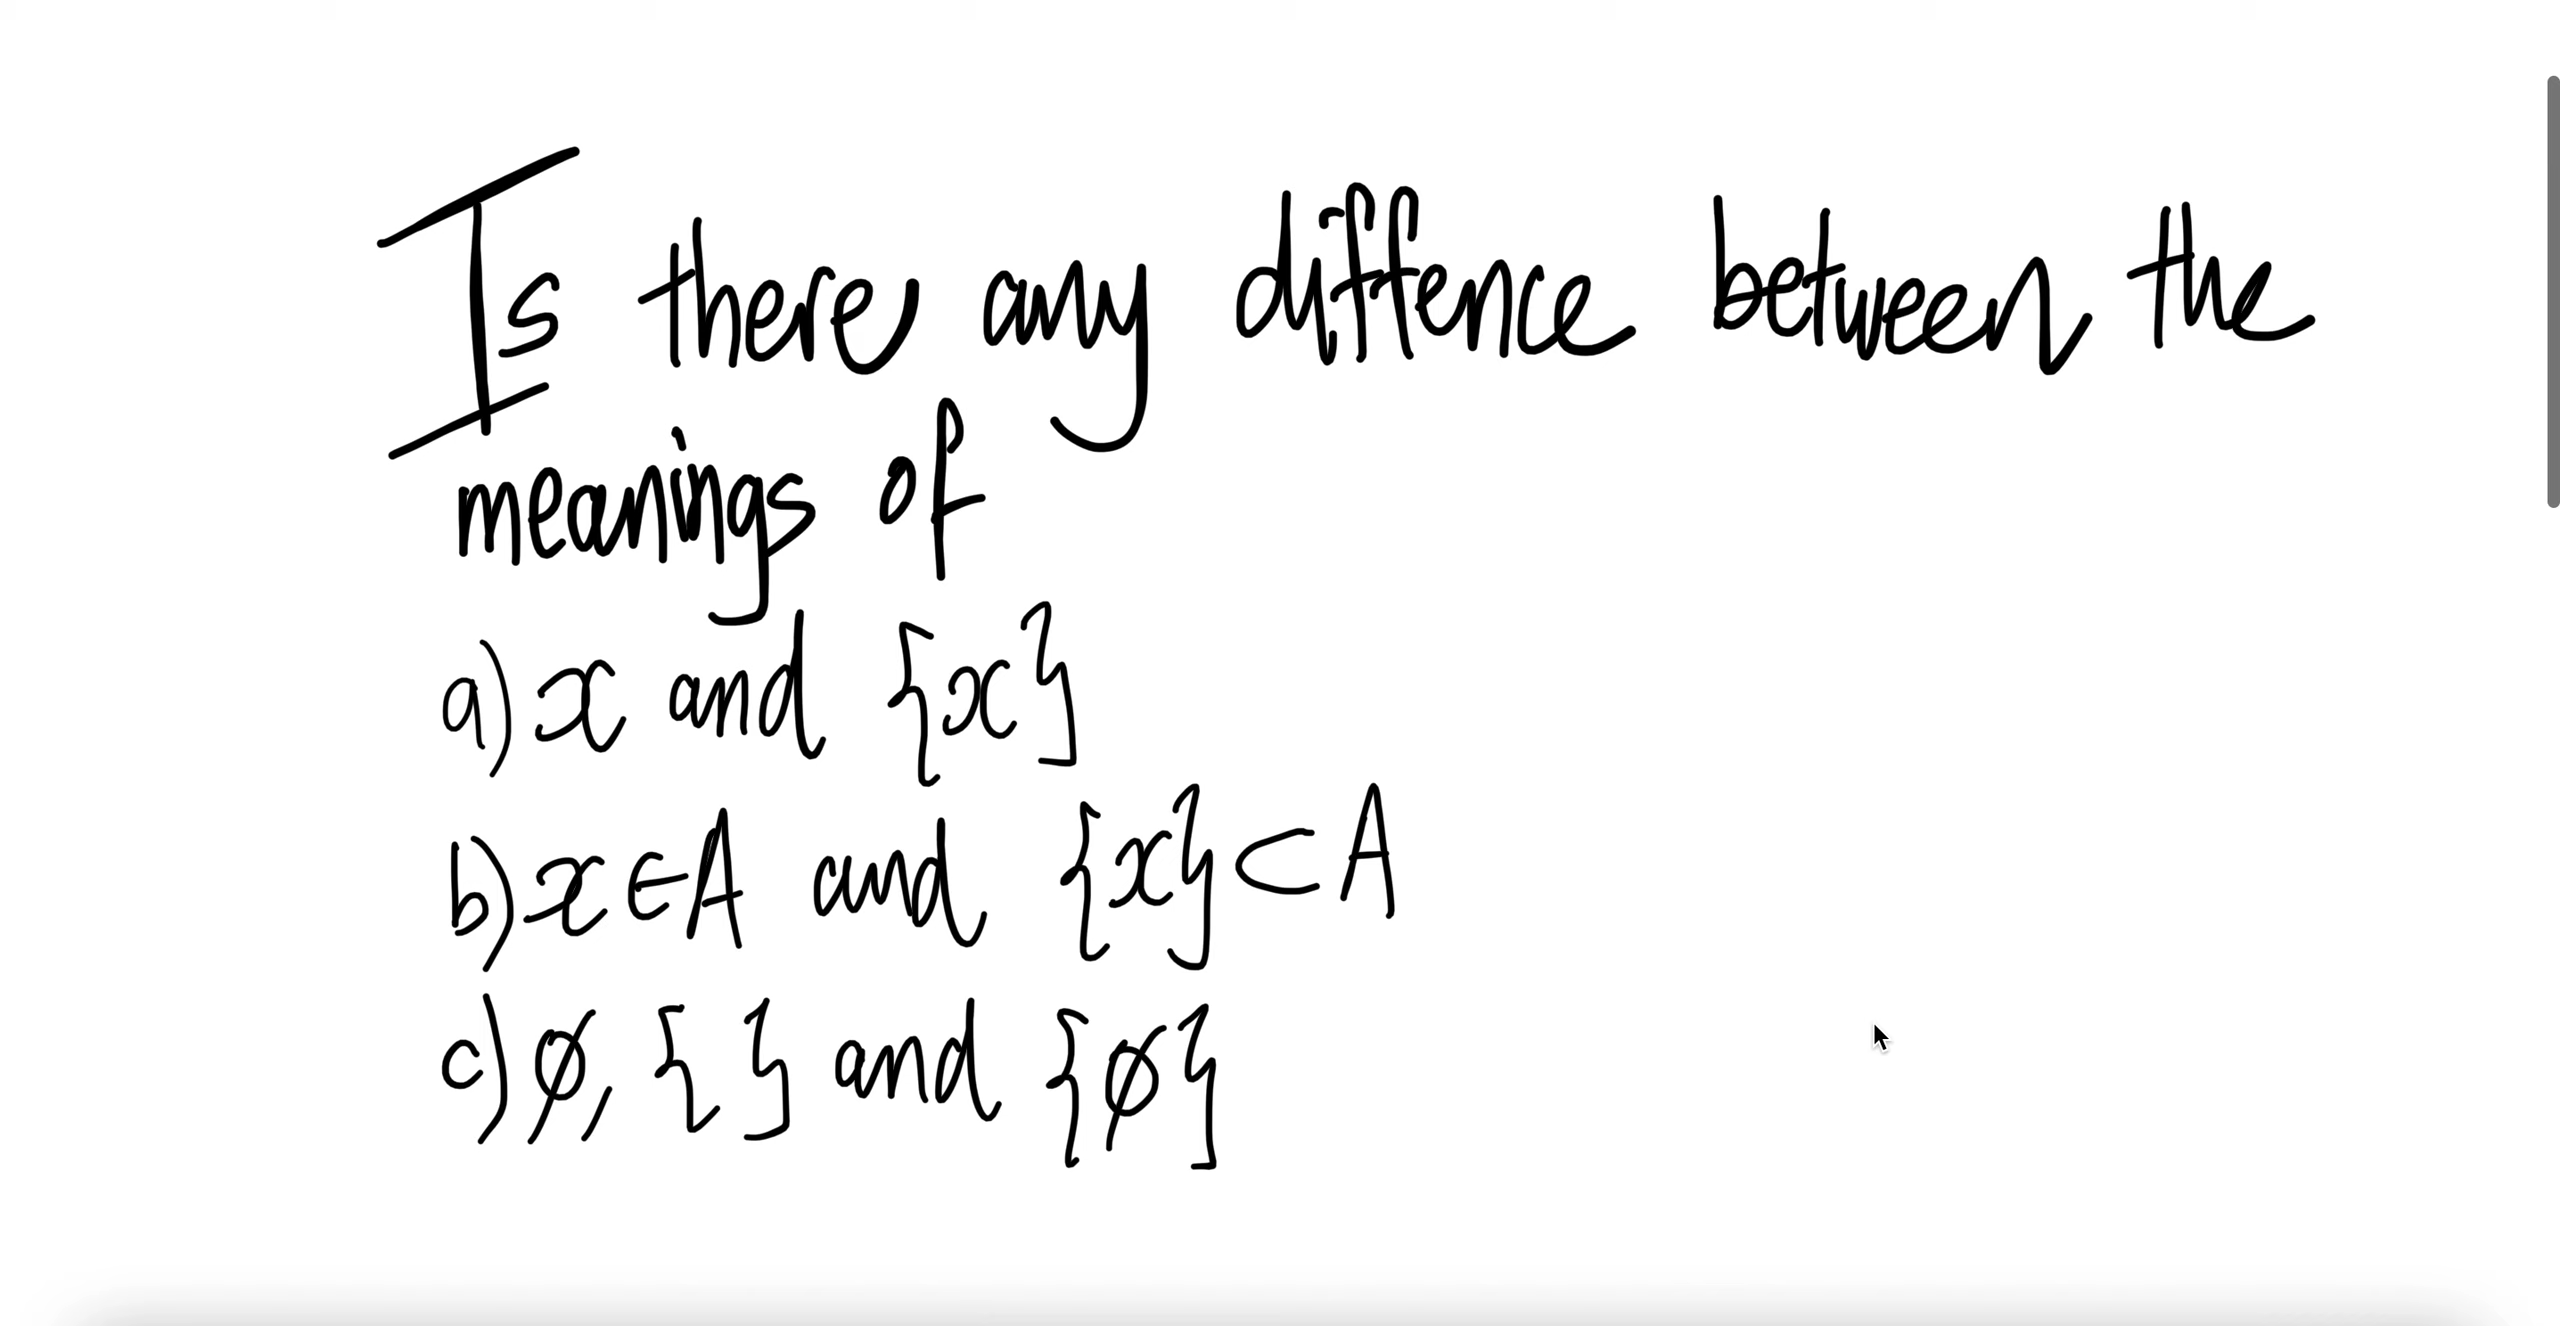 Is there any diffence between the
meanings of
a) x and {x}
b) x ∈ A and {x} ⊂ A
c) ∅, { } and {∅}